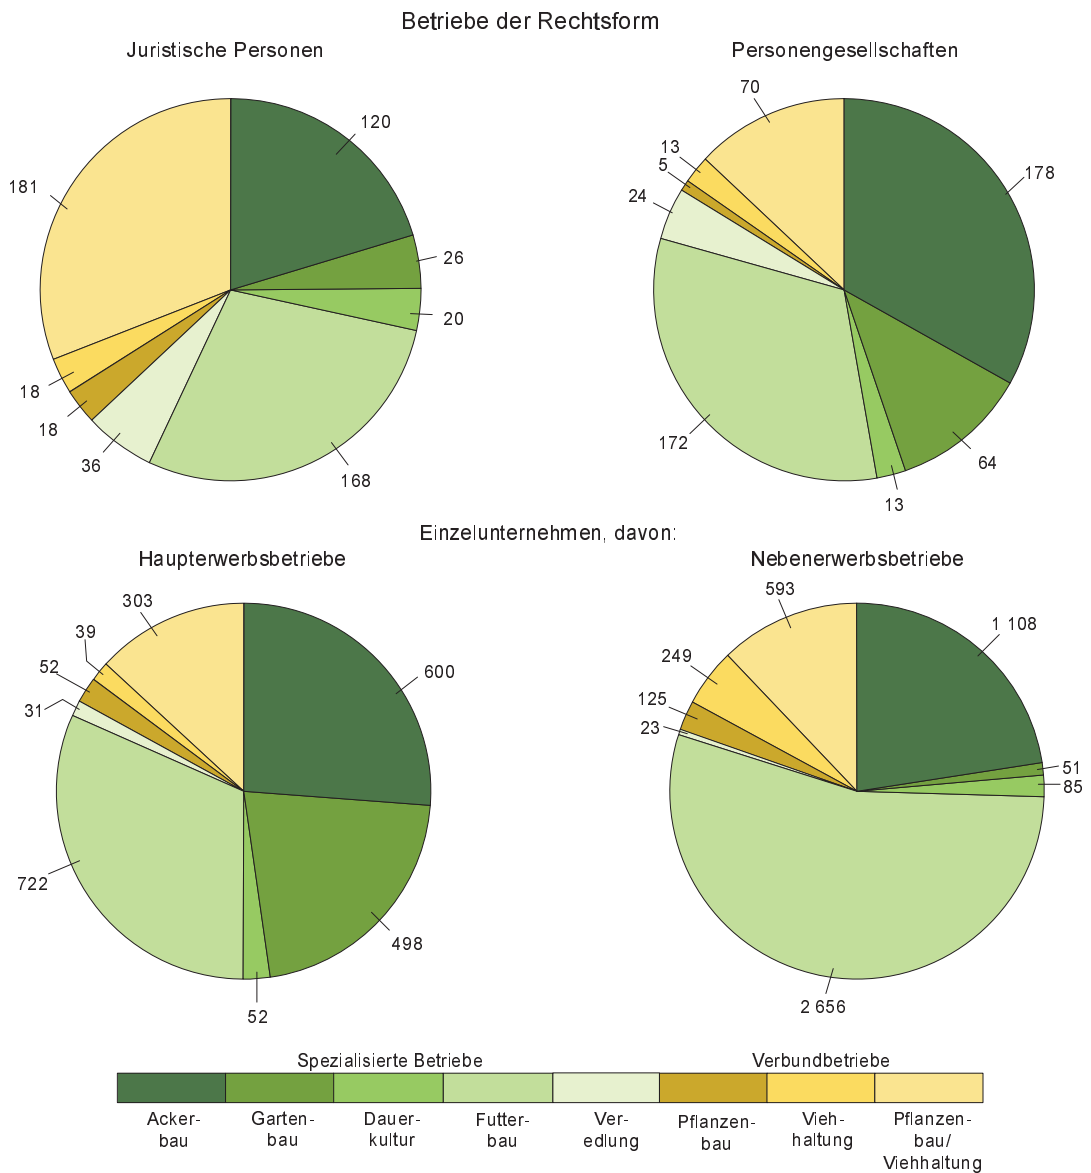 Betriebe der Rechtsform
Juristische Personen
120
26
20
168
36
18
18
181
Personengesellschaften
178
64
13
172
24
5
13
70
Einzelunternehmen, davon:
Haupterwerbsbetriebe
600
498
52
722
31
52
39
303
Nebenerwerbsbetriebe
1 108
51
85
2 656
23
125
249
593
Spezialisierte Betriebe
Verbundbetriebe
Acker-
bau
Garten-
bau
Dauer-
kultur
Futter-
bau
Ver-
edlung
Pflanzen-
bau
Vieh-
haltung
Pflanzen-
bau/
Viehhaltung